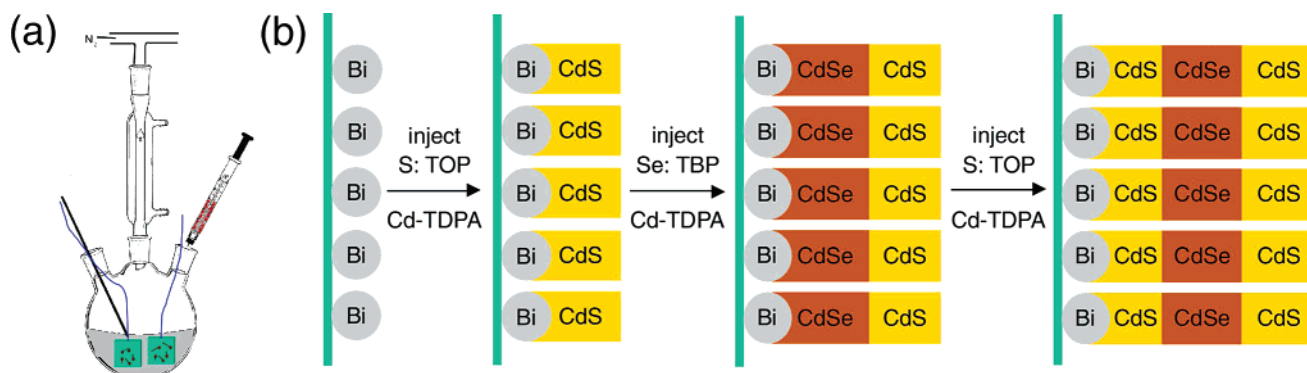 (a)
N2
(b)
Bi
Bi
Bi
Bi
Bi
inject
S: TOP
Cd-TDPA
Bi CdS
Bi CdS
Bi CdS
Bi CdS
Bi CdS
inject
Se: TBP
Cd-TDPA
Bi CdSe CdS
Bi CdSe CdS
Bi CdSe CdS
Bi CdSe CdS
Bi CdSe CdS
inject
S: TOP
Cd-TDPA
Bi CdS CdSe CdS
Bi CdS CdSe CdS
Bi CdS CdSe CdS
Bi CdS CdSe CdS
Bi CdS CdSe CdS